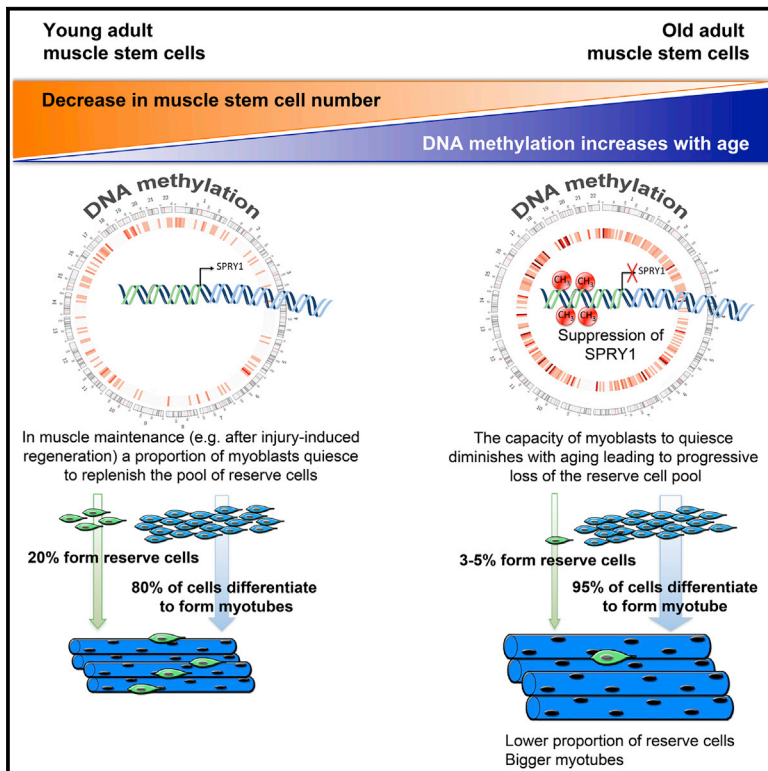 Young adult
muscle stem cells
Old adult
muscle stem cells
Decrease in muscle stem cell number
DNA methylation increases with age
DNA methylation
SPRY1
DNA methylation
SPRY1
CH3 CH3
CH3 CH3
Suppression of
SPRY1
In muscle maintenance (e.g. after injury-induced
regeneration) a proportion of myoblasts quiesce
to replenish the pool of reserve cells
The capacity of myoblasts to quiesce
diminishes with aging leading to progressive
loss of the reserve cell pool
20% form reserve cells
80% of cells differentiate
to form myotubes
3-5% form reserve cells
95% of cells differentiate
to form myotube
Lower proportion of reserve cells
Bigger myotubes